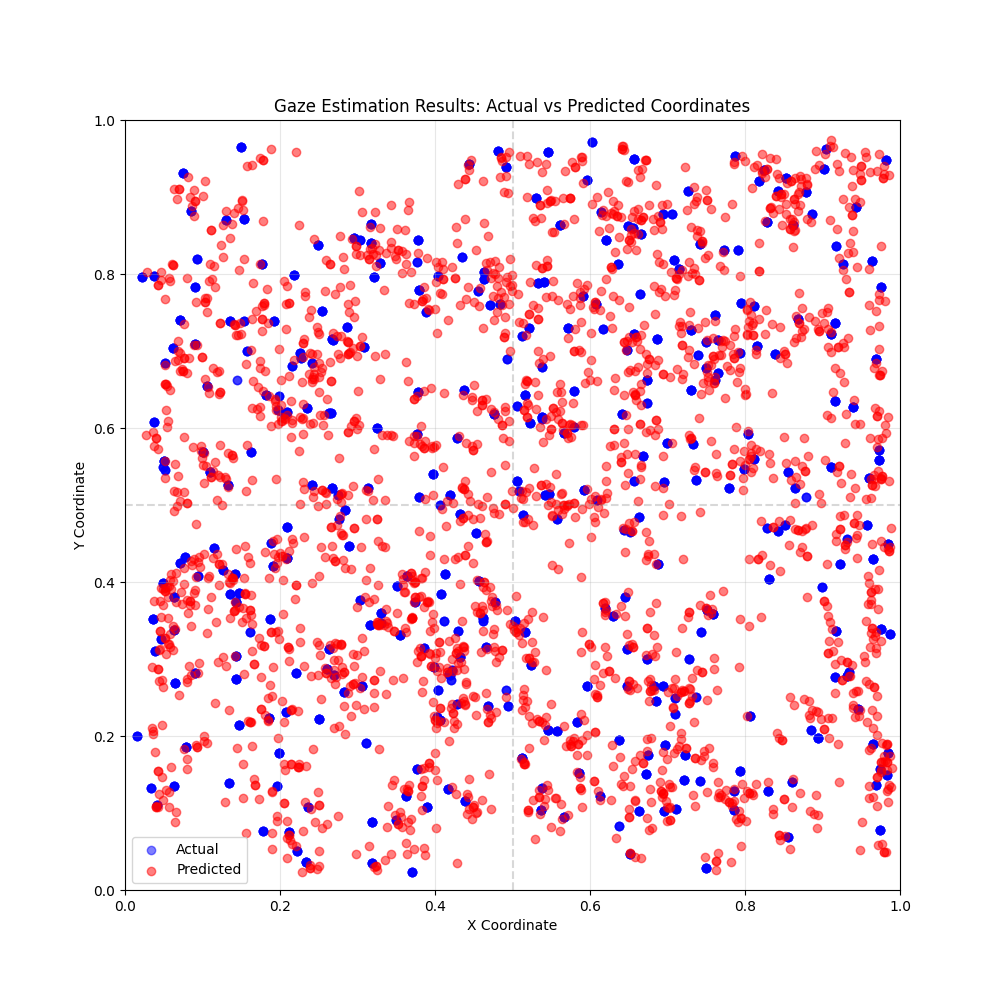 Gaze Estimation Results: Actual vs Predicted Coordinates
1.0
0.8
0.6
0.4
0.2
0.0
Y Coordinate
Actual
Predicted
0.0 0.2 0.4 0.6 0.8 1.0
X Coordinate